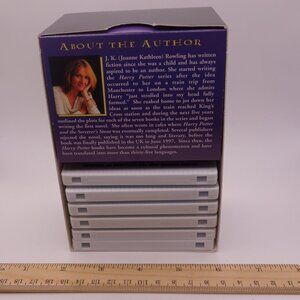 ABOUT THE AUTHOR
J. K. (Joanne Kathleen) Rowling has written
fiction since she was a child and has always
aspired to be an author. She started writing
the Harry Potter series after the idea
occurred to her on a train trip from
Manchester to London where she admits
Harry "just strolled into my head fully
formed." She rushed home to jot down her
ideas as soon as the train reached King's
Cross station and during the next five years
outlined the plots for each of the seven books in the series and began
writing the first novel. She often wrote in cafes where Harry Potter
and the Sorcerer's Stone was eventually completed. Several publishers
rejected the novel, saying it was too long and literary, before the
book was finally published in the UK in June 1997. Since then, the
Harry Potter books have become a cultural phenomenon and have
been translated into more than thirty-five languages.